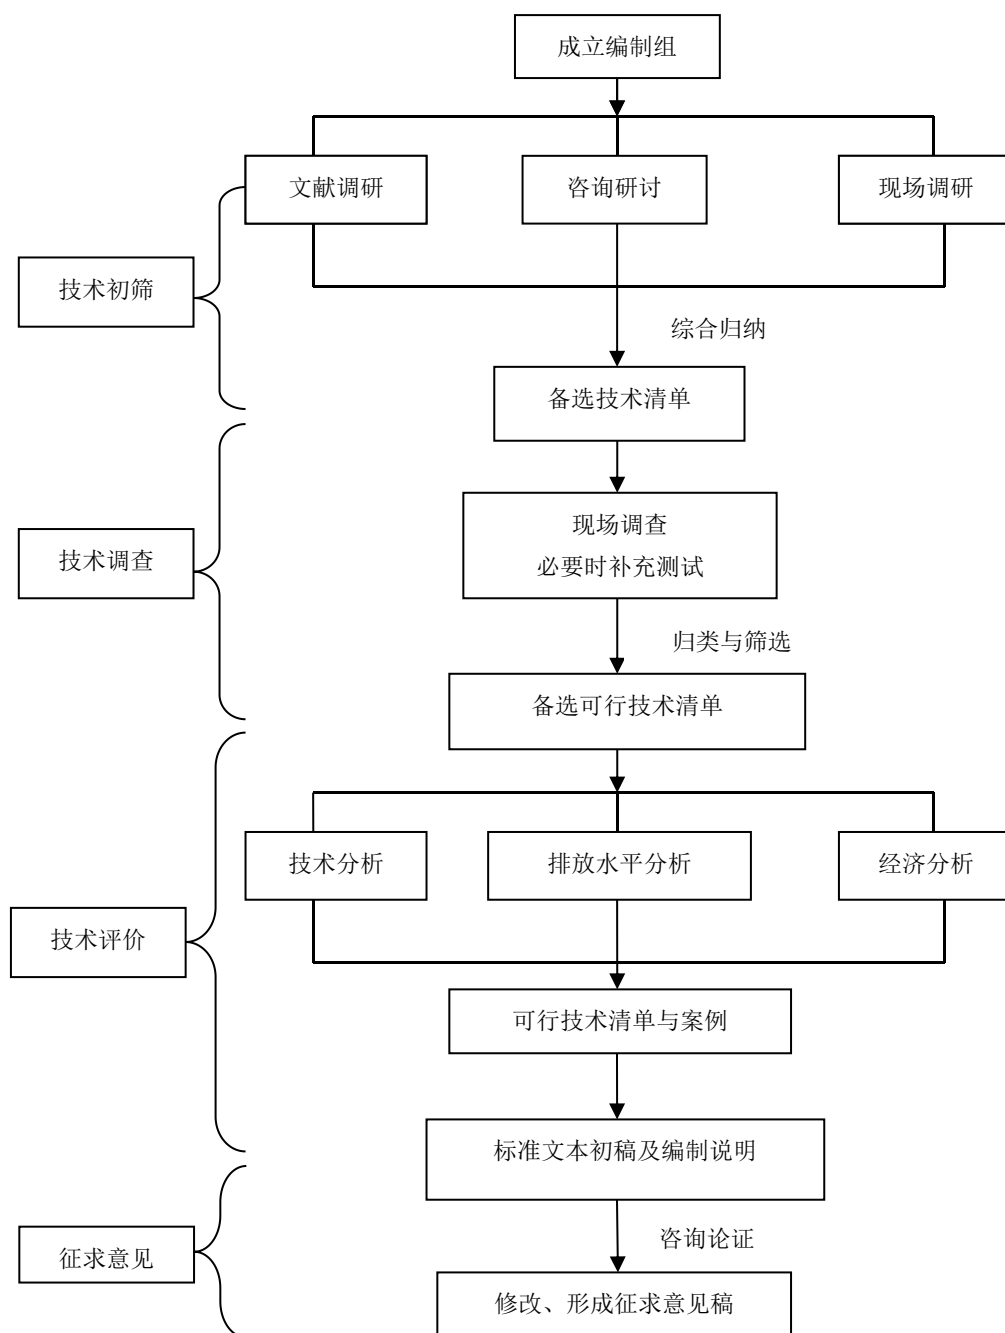 成立编制组
文献调研
咨询研讨
现场调研
技术初筛
综合归纳
备选技术清单
现场调查
必要时补充测试
技术调查
归类与筛选
备选可行技术清单
技术分析
排放水平分析
经济分析
技术评价
可行技术清单与案例
标准文本初稿及编制说明
咨询论证
征求意见
修改、形成征求意见稿